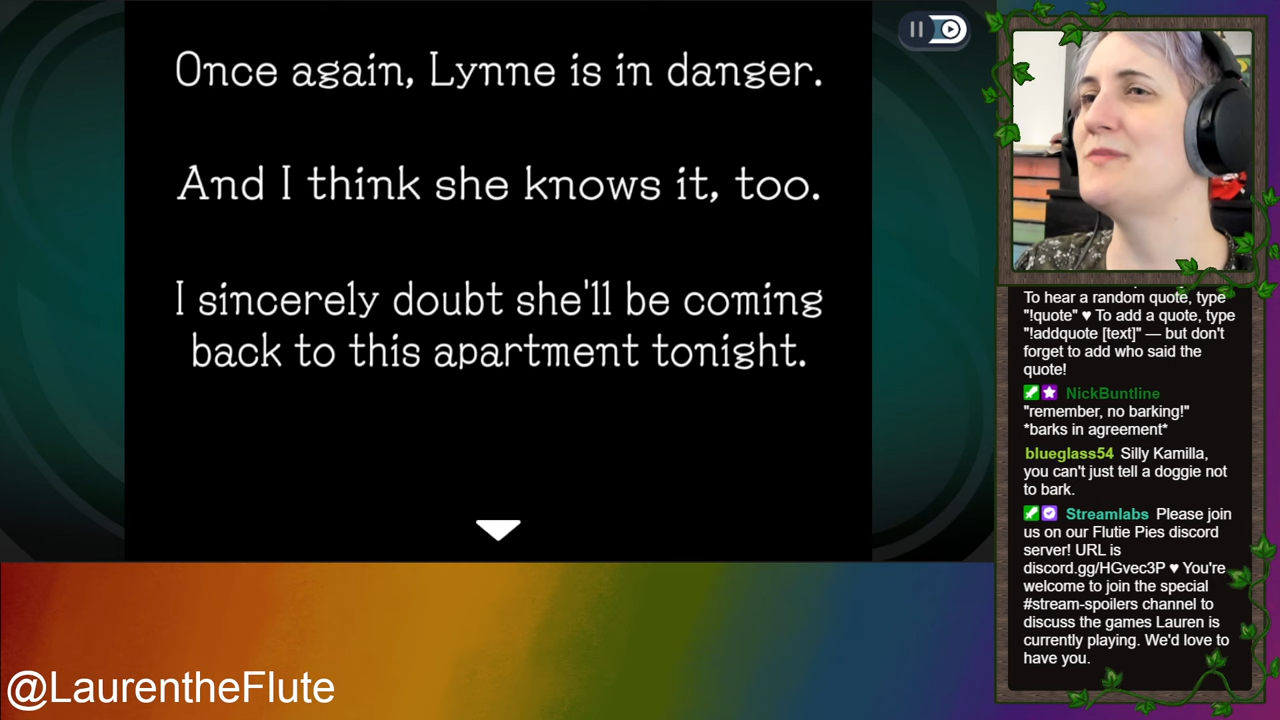 Once again, Lynne is in danger.
And I think she knows it, too.
I sincerely doubt she'll be coming
back to this apartment tonight.
To hear a random quote, type
"!quote" ♥ To add a quote, type
"!addquote [text]" — but don't
forget to add who said the
quote!
NickBuntline
"remember, no barking!"
*barks in agreement*
blueglass54 Silly Kamilla,
you can't just tell a doggie not
to bark.
Streamlabs Please join
us on our Flutie Pies discord
server! URL is
discord.gg/HGvec3P ♥ You're
welcome to join the special
#stream-spoilers channel to
discuss the games Lauren is
currently playing. We'd love to
have you.
@LaurentheFlute